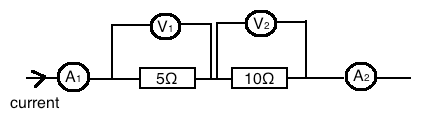 V₁ V₂
A₁ 5Ω 10Ω A₂
current